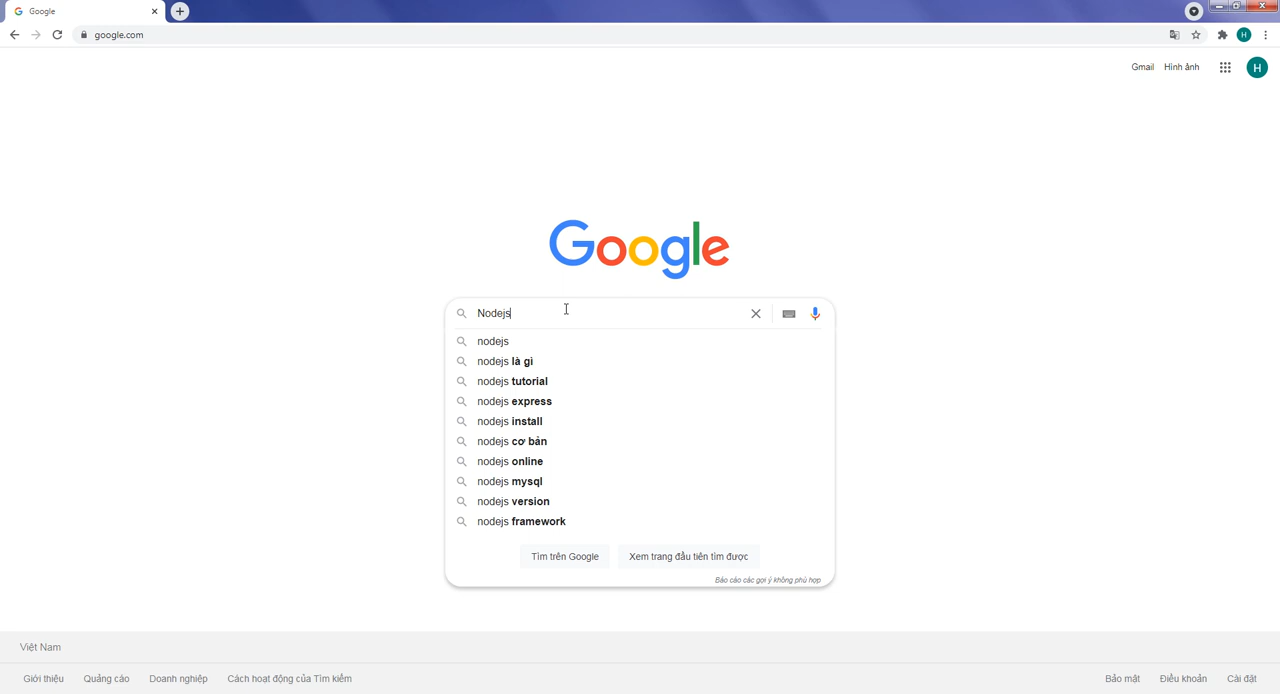 Google
google.com
H
Gmail Hình ảnh
H
Google
Nodejs
nodejs
nodejs là gì
nodejs tutorial
nodejs express
nodejs install
nodejs cơ bản
nodejs online
nodejs mysql
nodejs version
nodejs framework
Tìm trên Google Xem trang đầu tiên tìm được
Báo cáo các gợi ý không phù hợp
Việt Nam
Giới thiệu Quảng cáo Doanh nghiệp Cách hoạt động của Tìm kiếm Bảo mật Điều khoản Cài đặt